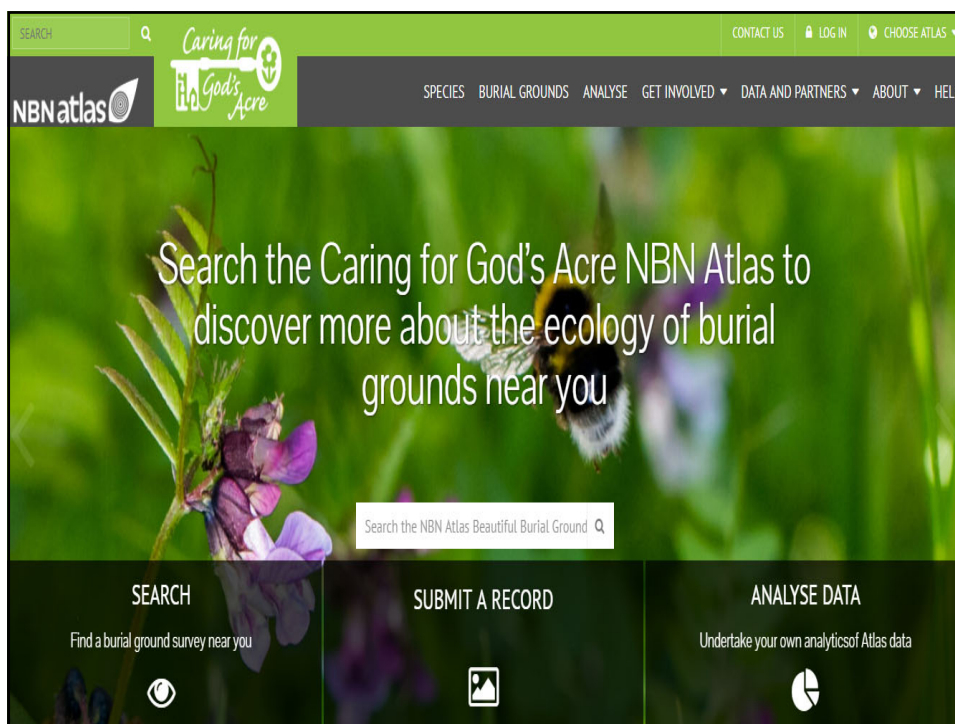 SEARCH
CONTACT US
LOG IN
CHOOSE ATLAS
Caring for
God's
Acre
NBN atlas
SPECIES BURIAL GROUNDS ANALYSE GET INVOLVED DATA AND PARTNERS ABOUT HEL
Search the Caring for God's Acre NBN Atlas to
discover more about the ecology of burial
grounds near you
Search the NBN Atlas Beautiful Burial Ground
SEARCH
Find a burial ground survey near you
SUBMIT A RECORD
ANALYSE DATA
Undertake your own analyticsof Atlas data